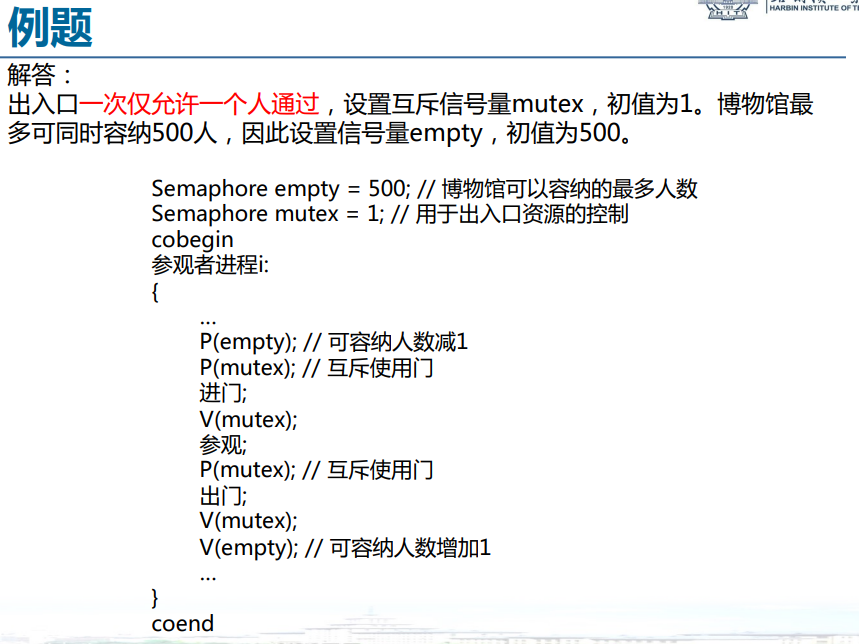 例题
HARBIN INSTITUTE OF
解答：
出入口一次仅允许一个人通过，设置互斥信号量mutex，初值为1。博物馆最
多可同时容纳500人，因此设置信号量empty，初值为500。
Semaphore empty = 500; // 博物馆可以容纳的最多人数
Semaphore mutex = 1; // 用于出入口资源的控制
cobegin
参观者进程i:
{
...
P(empty); // 可容纳人数减1
P(mutex); // 互斥使用门
进门;
V(mutex);
参观;
P(mutex); // 互斥使用门
出门;
V(mutex);
V(empty); // 可容纳人数增加1
...
}
coend